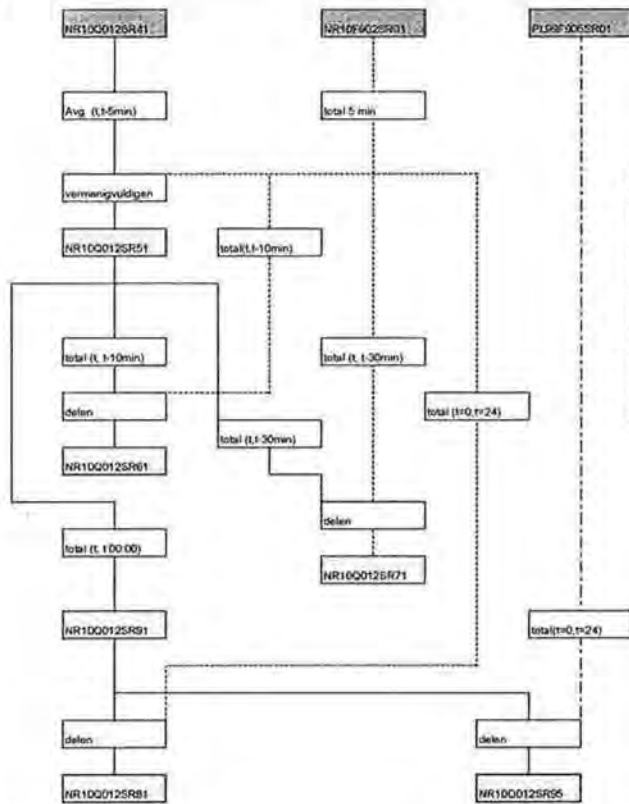 NR10Q012SR41
NR10F902SR01
PL99F906SR01
Avg. (t,t-5min)
total 5 min
vermenigvuldigen
NR10Q012SR51
total(t,t-10min)
total (t, t-10min)
total (t, t-30min)
delen
total (t=0,t=24)
total (t,t-30min)
NR10Q012SR61
delen
total (t, t'00:00)
NR10Q012SR71
NR10Q012SR91
total(t=0,t=24)
delen
delen
NR10Q012SR81
NR10Q012SR95